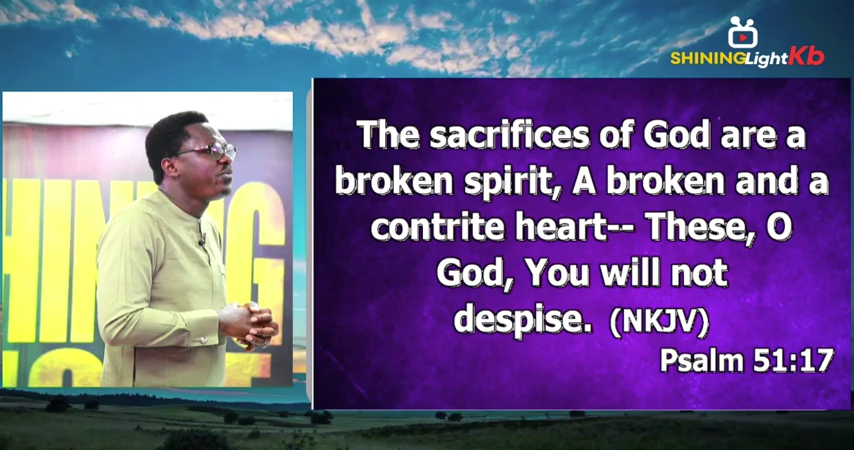 SHININGLightKb
The sacrifices of God are a
broken spirit, A broken and a
contrite heart-- These, O
God, You will not
despise. (NKJV)
Psalm 51:17